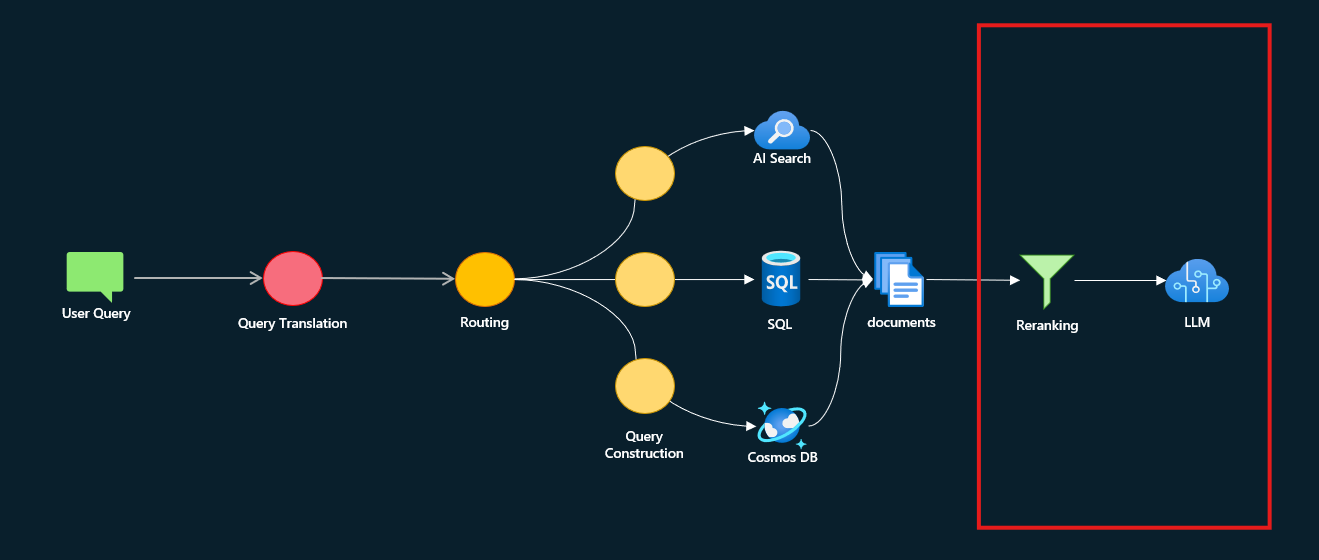 User Query
Query Translation
Routing
Query
Construction
AI Search
SQL
SQL
Cosmos DB
documents
Reranking
LLM